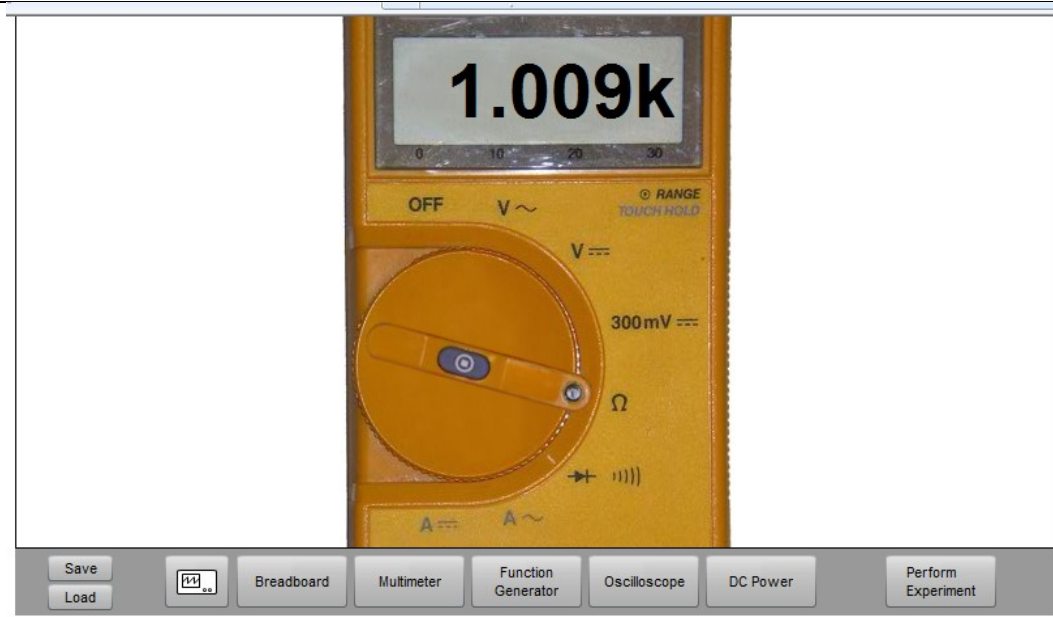 1.009k
0 10 20 30
OFF V~ RANGE
TOUCH HOLD
V
300mV
Ω
A A~
Save
Load
Breadboard
Multimeter
Function
Generator
Oscilloscope
DC Power
Perform
Experiment